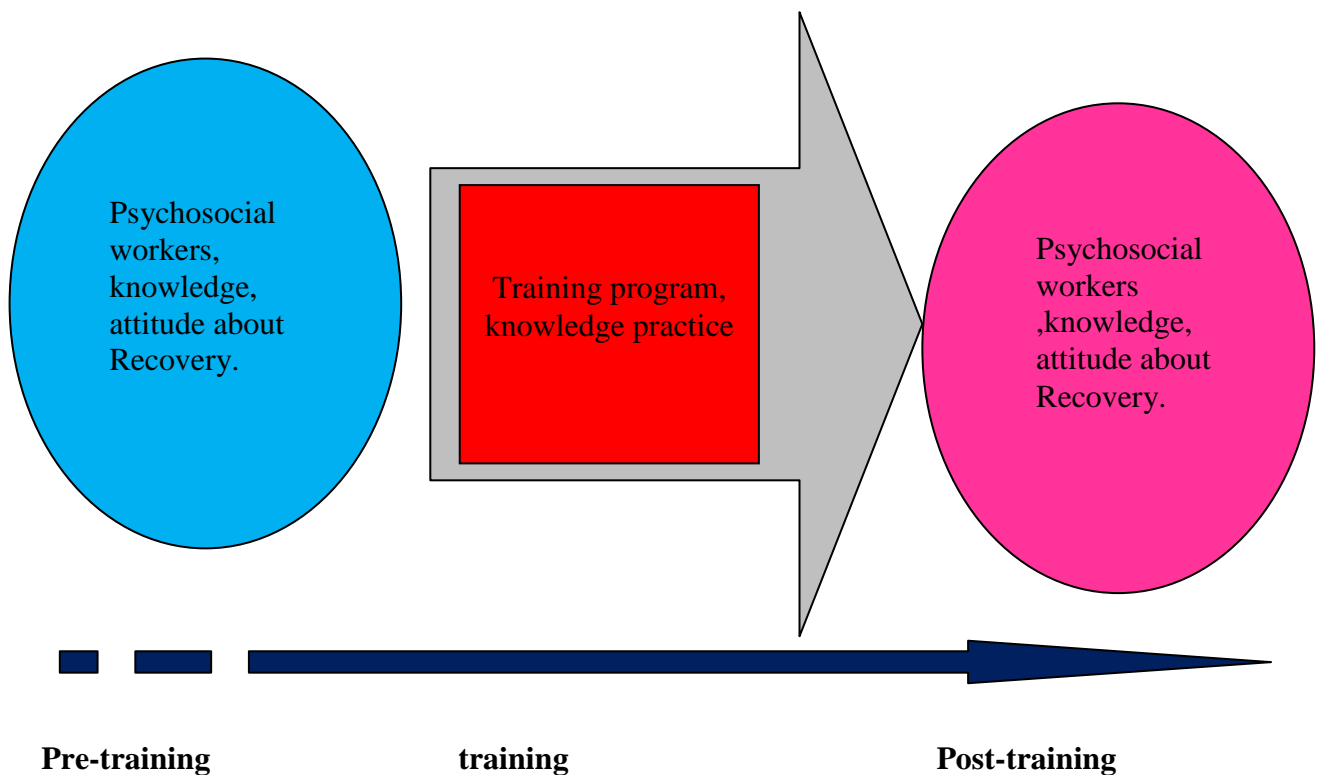 Psychosocial
workers,
knowledge,
attitude about
Recovery.
Training program,
knowledge practice
Psychosocial
workers
,knowledge,
attitude about
Recovery.
Pre-training
training
Post-training